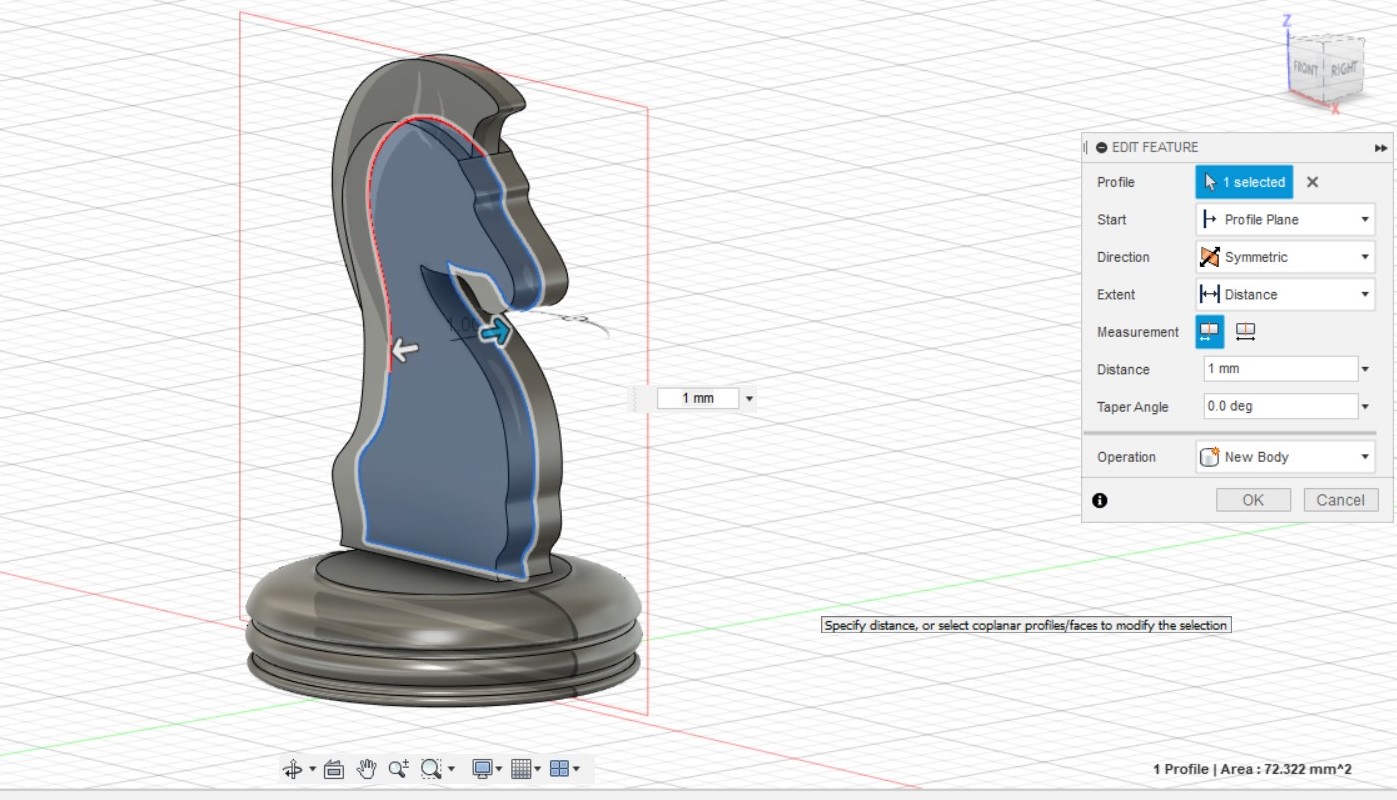 Z
FRONT
RIGHT
X
EDIT FEATURE
Profile
1 selected
Start
Profile Plane
Direction
Symmetric
Extent
Distance
Measurement
Distance
1 mm
Taper Angle
0.0 deg
Operation
New Body
OK
Cancel
1 mm
Specify distance, or select coplanar profiles/faces to modify the selection
1 Profile | Area : 72.322 mm^2